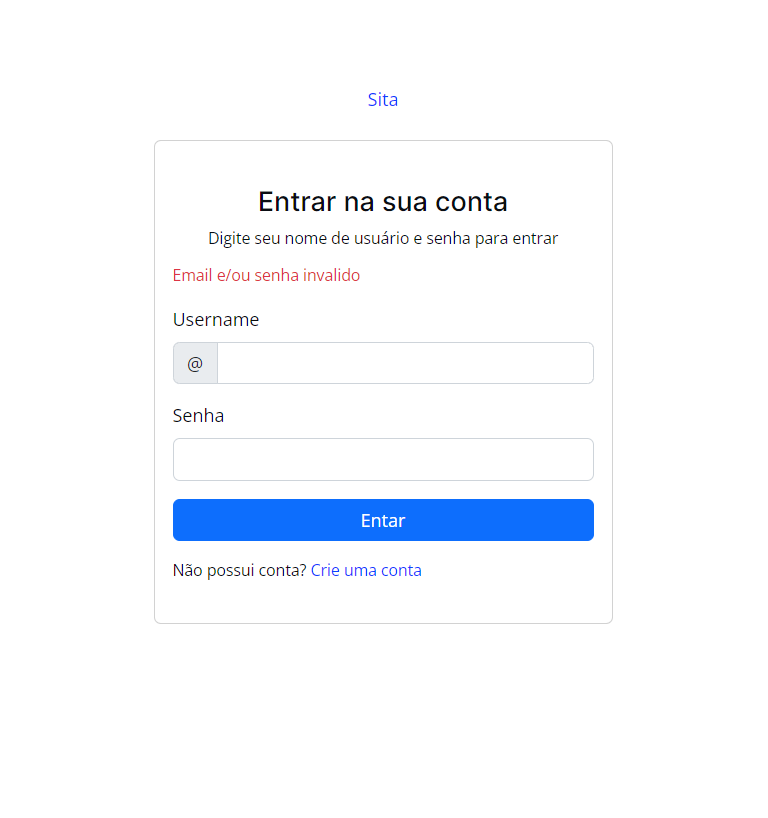 Sita
Entrar na sua conta
Digite seu nome de usuário e senha para entrar
Email e/ou senha invalido
Username
@
Senha
Entar
Não possui conta? Crie uma conta